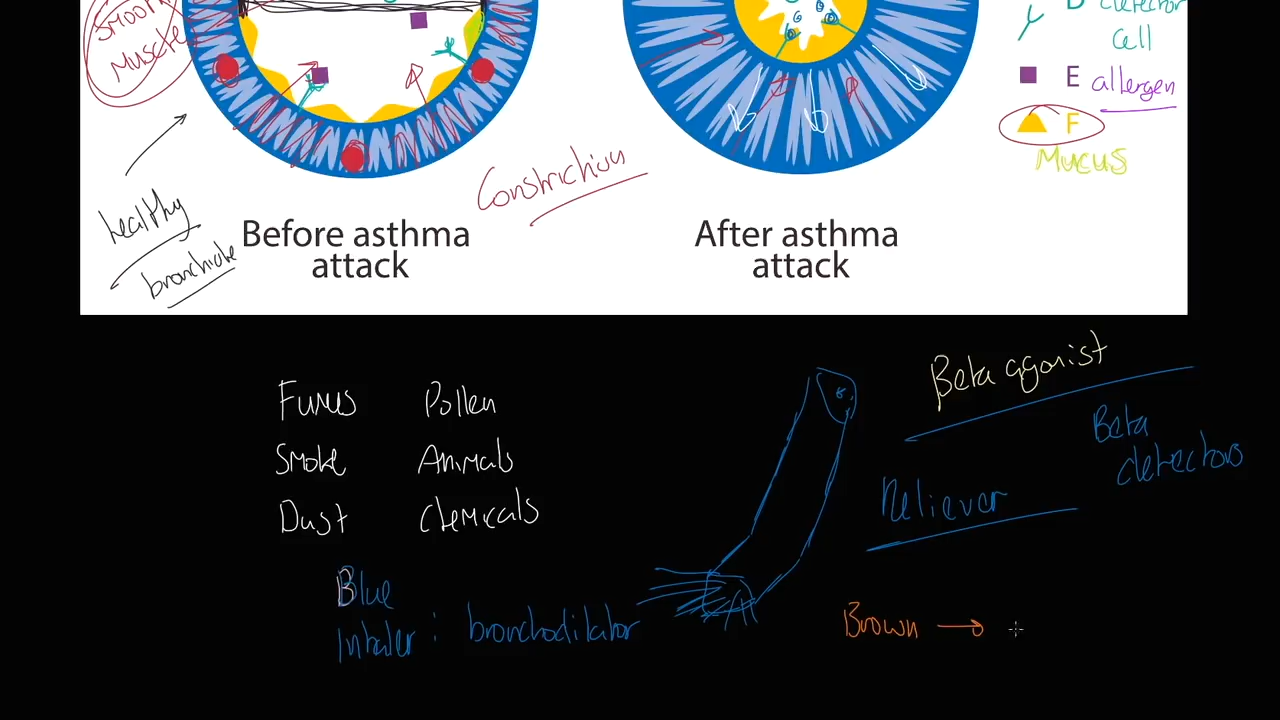 Smooth
Muscle
D detector
Cell
E allergen
F
Mucus
Constriction
healthy
bronchiole
Before asthma
attack
After asthma
attack
Fumes Pollen
Smoke Animals
Dust Chemicals
Beta agonist
Beta
detectors
Reliever
Blue
Inhaler : bronchodilator
Brown →